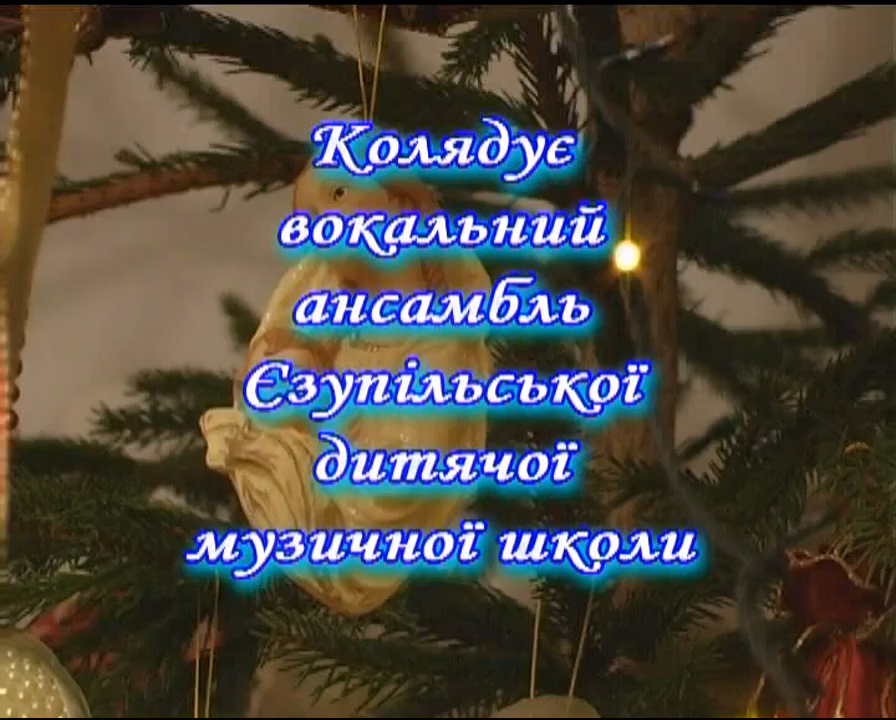 Колядує
вокальний
ансамбль
Єзупільської
дитячої
музичної школи